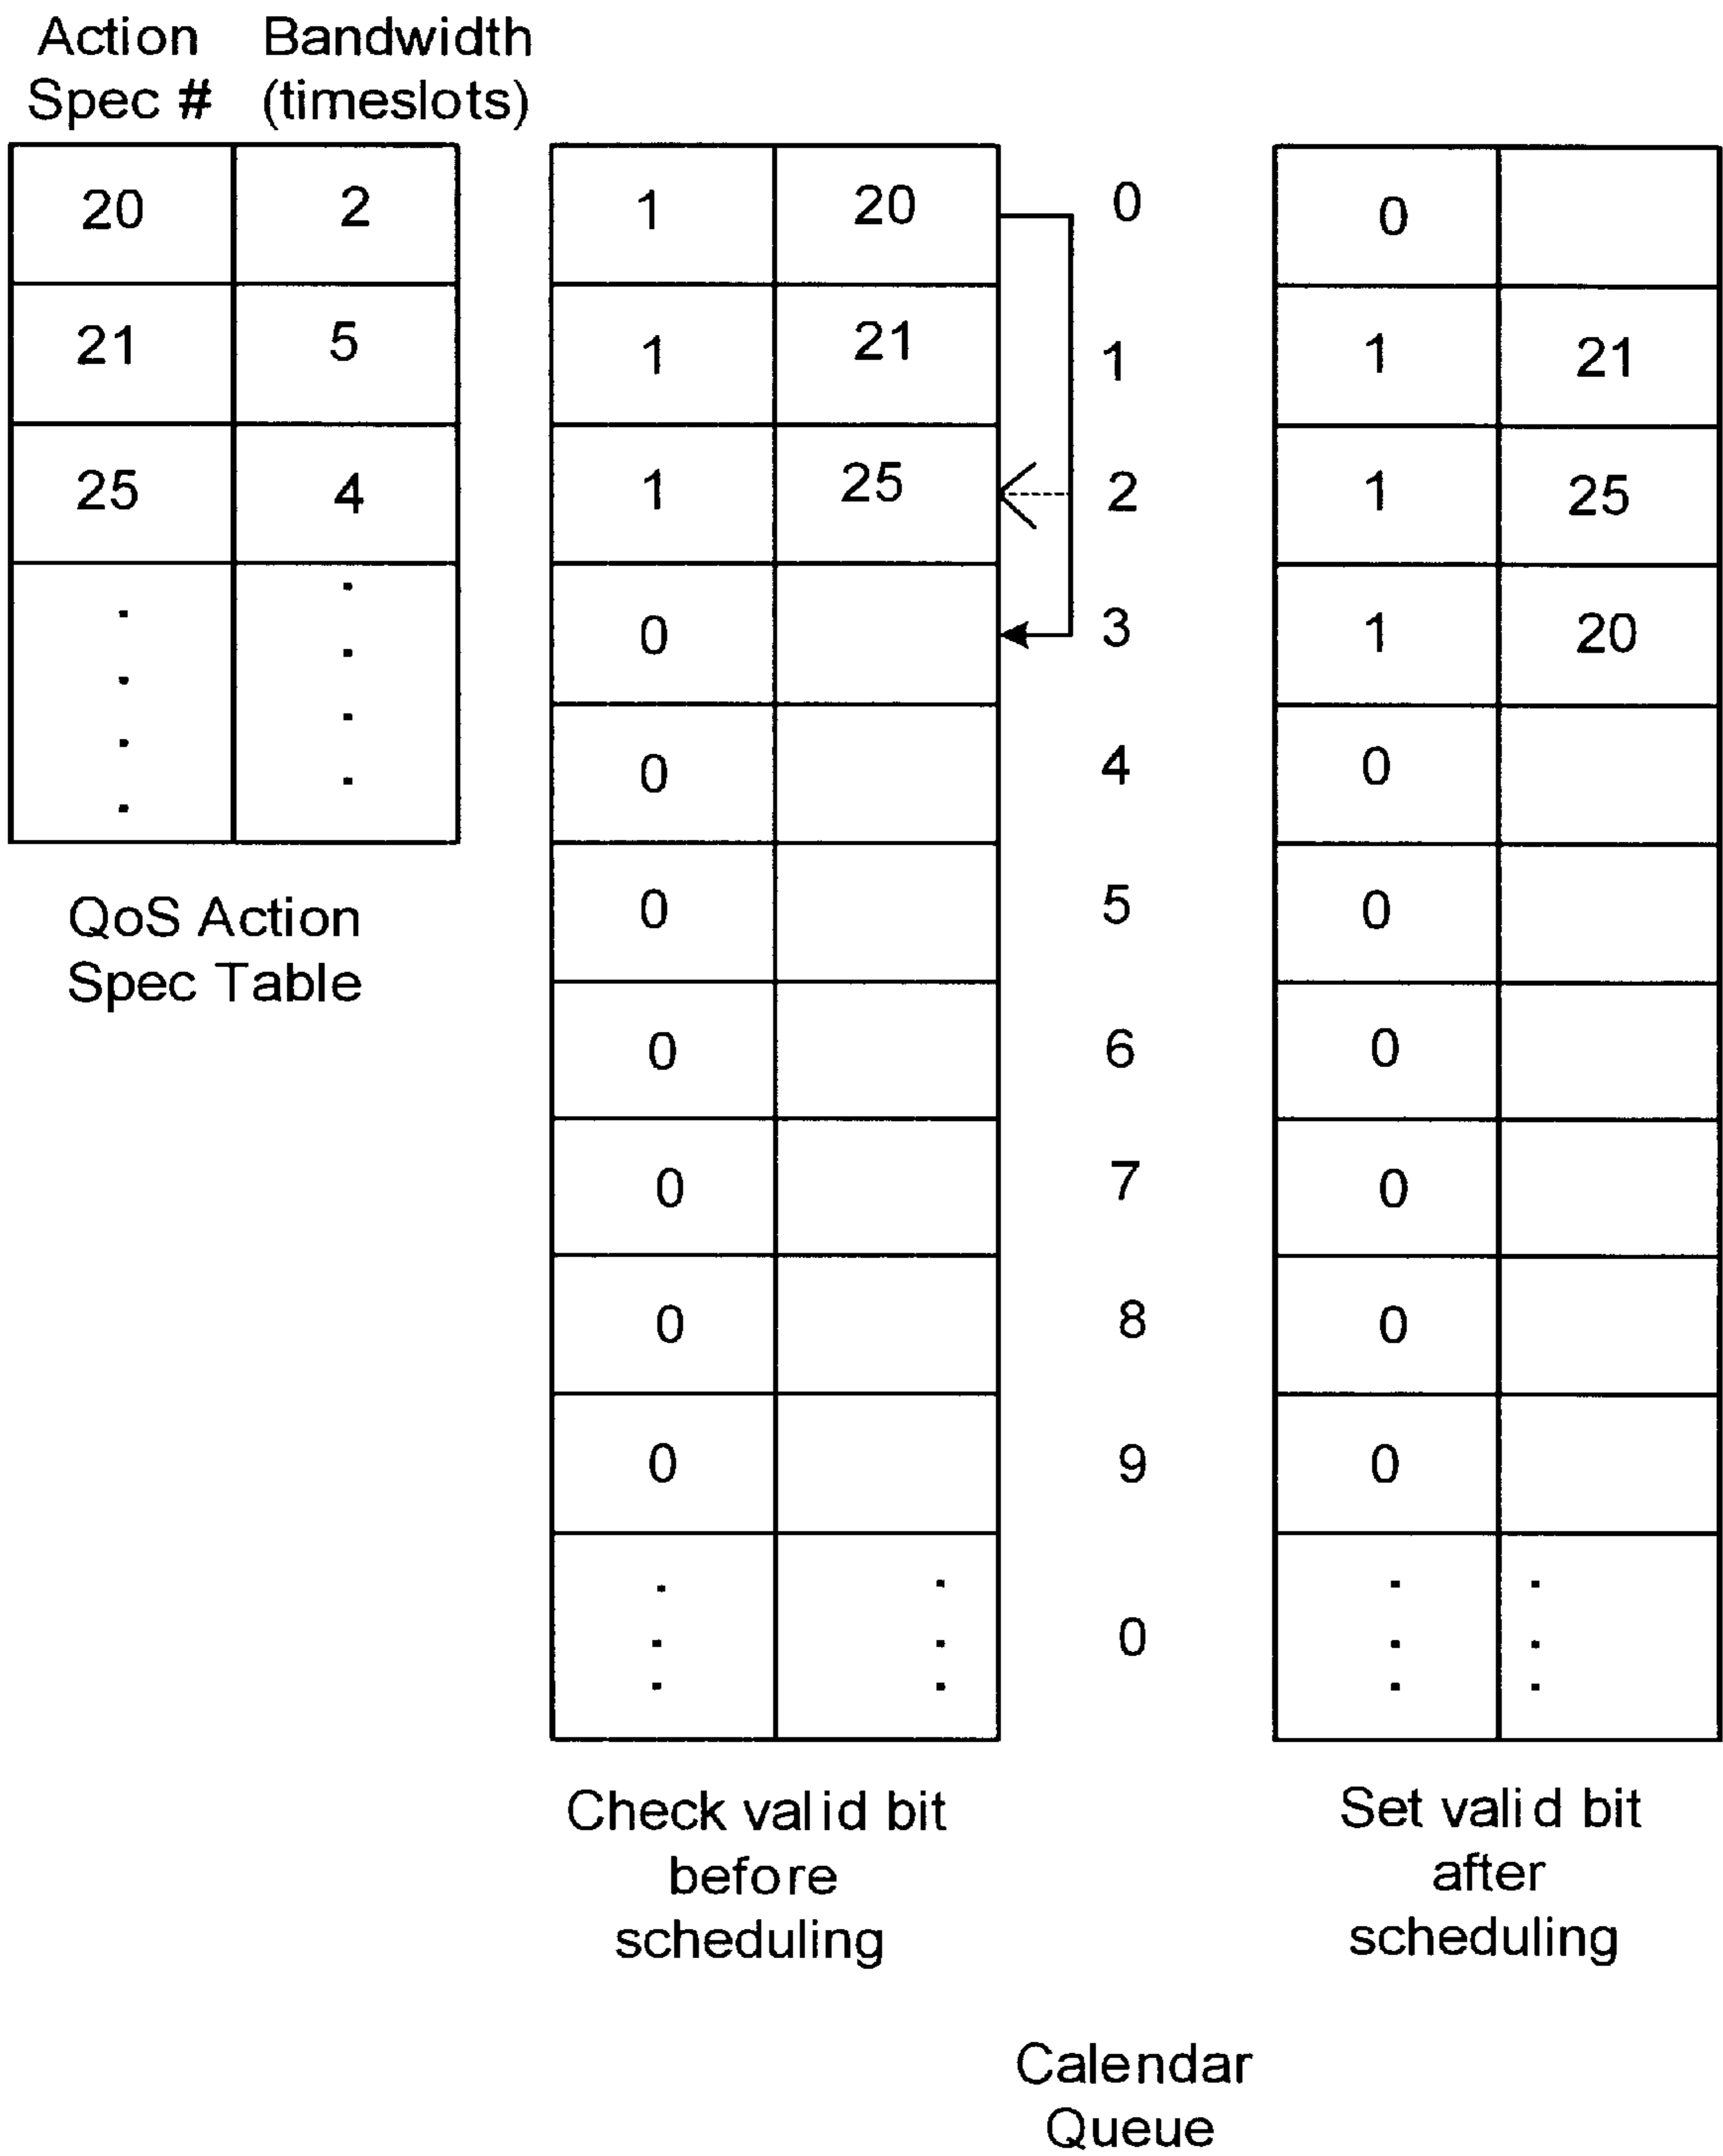 Action Bandwidth
Spec # (timeslots)
20 2 1 20 0 0
21 5 1 21 1 1 21
25 4 1 25 2 1 25
0 3 1 20
0 4 0
0 5 0
QoS Action
Spec Table
0 6 0
0 7 0
0 8 0
0 9 0
0
Check valid bit
before
scheduling
Set valid bit
after
scheduling
Calendar
Queue